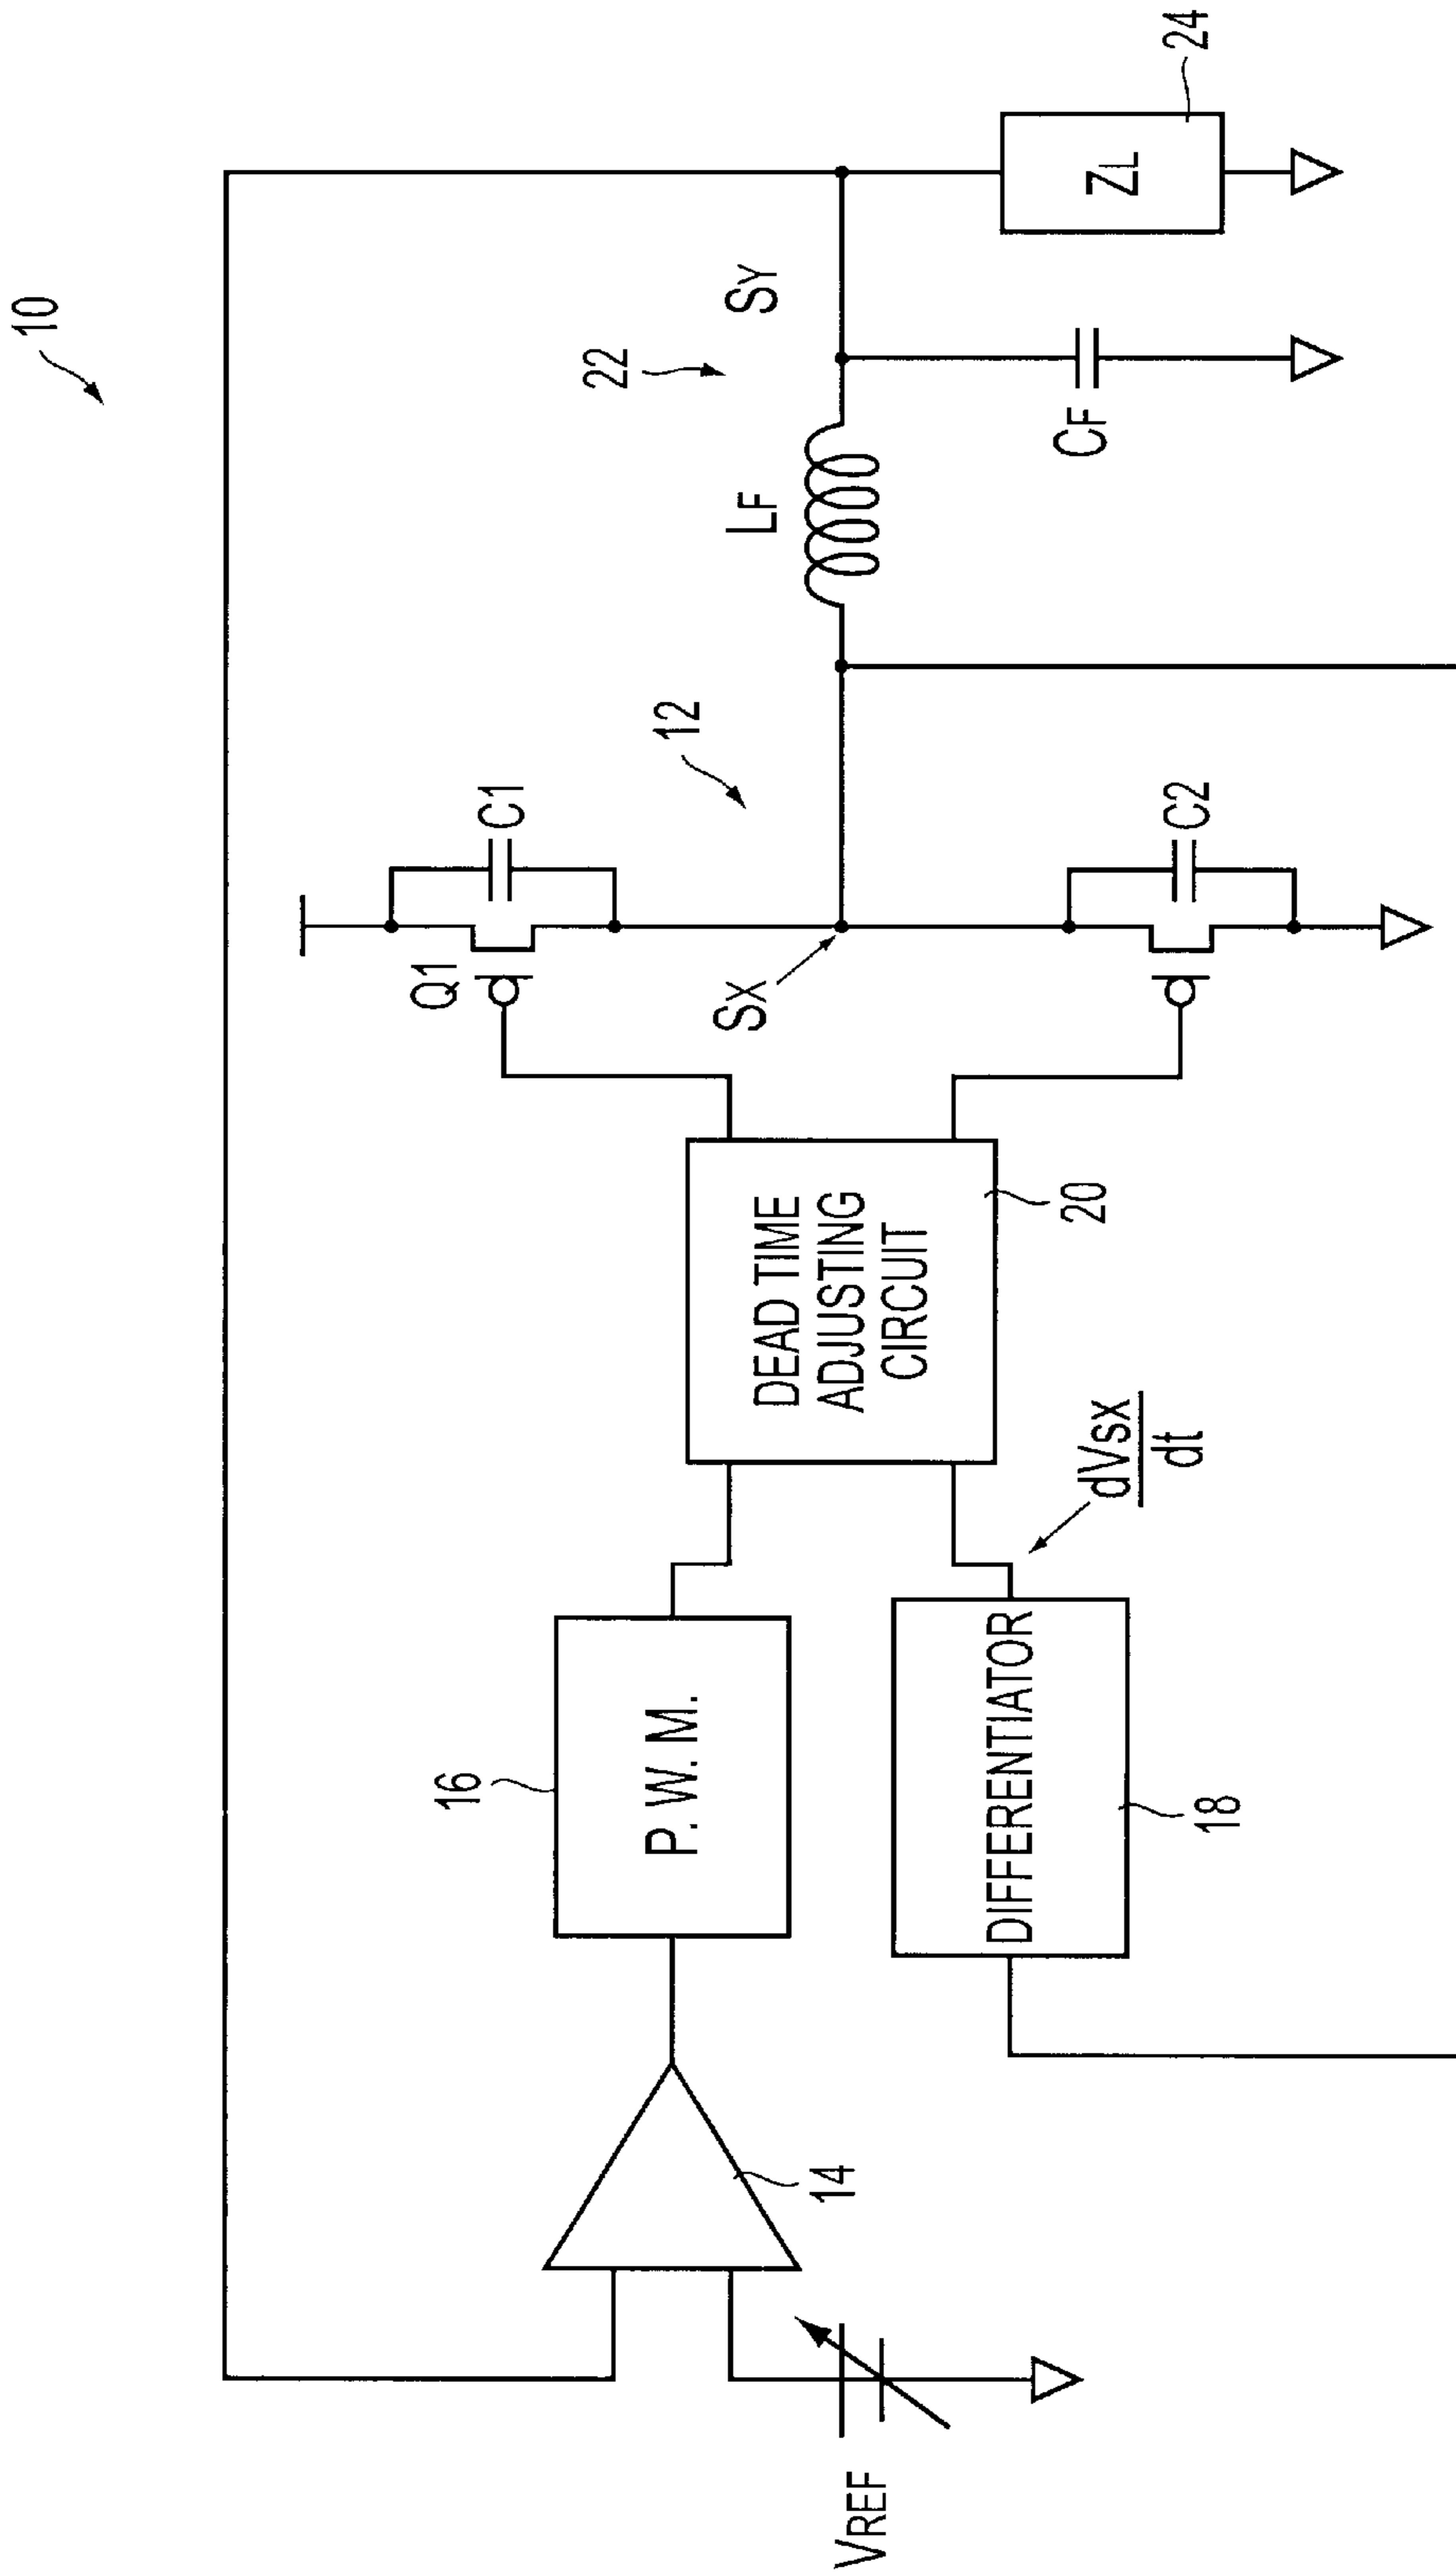 10
VREF
14
16
P. W. M.
DIFFERENTIATOR
18
dVsx
dt
DEAD TIME
ADJUSTING
CIRCUIT
20
Q1
C1
12
SX
C2
LF
22
SY
CF
ZL
24